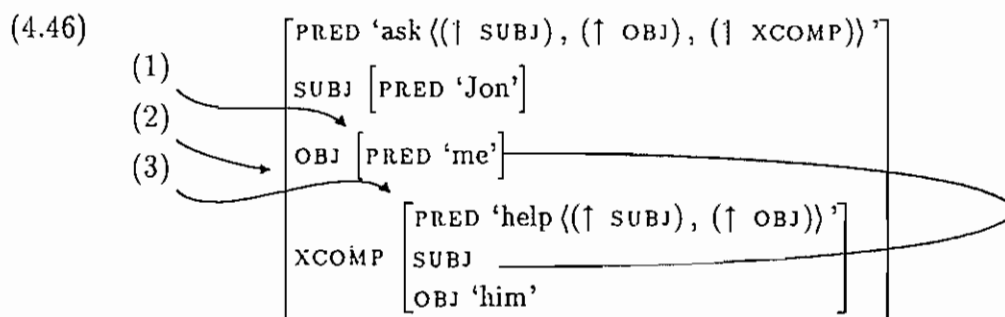 (4.46)
PRED ‘ask ⟨(↑ SUBJ), (↑ OBJ), (↑ XCOMP)⟩’
(1)
SUBJ [PRED ‘Jon’]
(2)
OBJ [PRED ‘me’]
(3)
PRED ‘help ⟨(↑ SUBJ), (↑ OBJ)⟩’
XCOMP
SUBJ
OBJ ‘him’